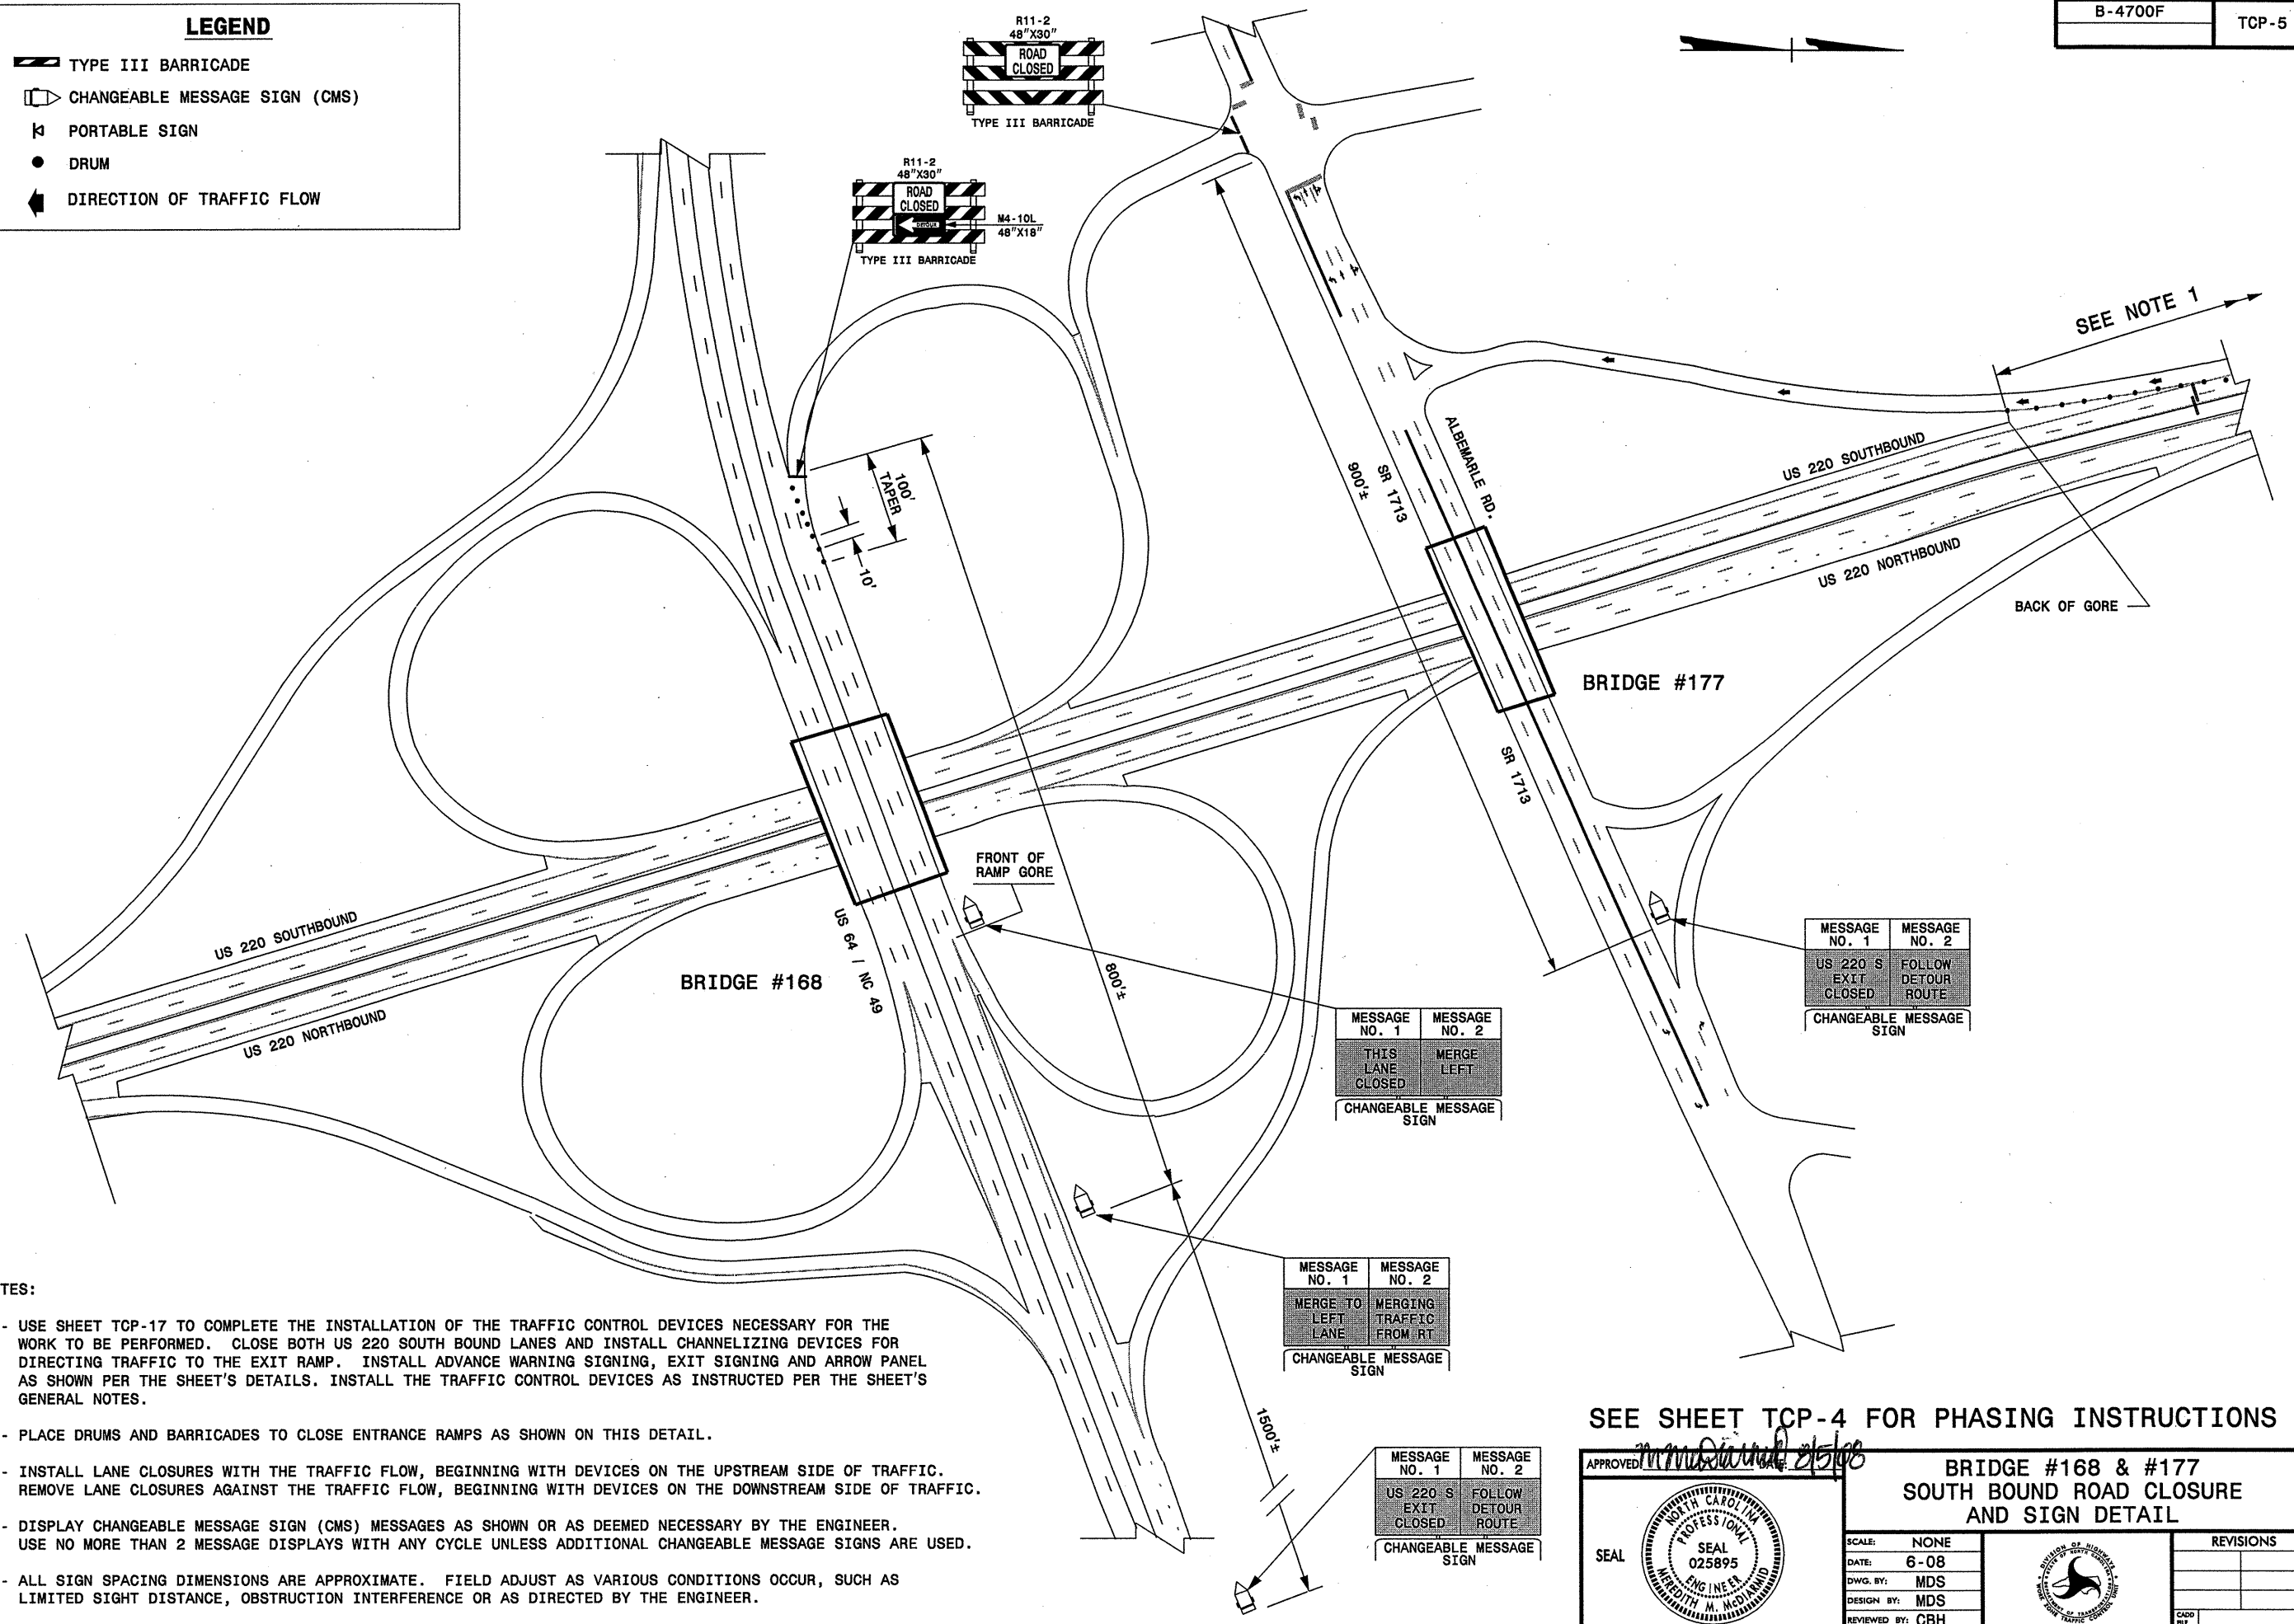 LEGEND
TYPE III BARRICADE
CHANGEABLE MESSAGE SIGN (CMS)
PORTABLE SIGN
DRUM
DIRECTION OF TRAFFIC FLOW
R11-2
48"X30"
ROAD
CLOSED
TYPE III BARRICADE
R11-2
48"X30"
ROAD
CLOSED
DETOUR
M4-10L
48"X18"
TYPE III BARRICADE
B-4700F
TCP-5
SEE NOTE 1
100'
TAPER
10'
900'±
SR 1713
ALBEMARLE RD.
US 220 SOUTHBOUND
US 220 NORTHBOUND
BACK OF GORE
BRIDGE #177
SR 1713
FRONT OF
RAMP GORE
US 64 / NC 49
BRIDGE #168
800'±
US 220 SOUTHBOUND
US 220 NORTHBOUND
MESSAGE NO. 1
MESSAGE NO. 2
US 220 S EXIT CLOSED
FOLLOW DETOUR ROUTE
CHANGEABLE MESSAGE
SIGN
MESSAGE NO. 1
MESSAGE NO. 2
THIS LANE CLOSED
MERGE LEFT
CHANGEABLE MESSAGE
SIGN
MESSAGE NO. 1
MESSAGE NO. 2
MERGE TO LEFT LANE
MERGING TRAFFIC FROM RT
CHANGEABLE MESSAGE
SIGN
1500'±
MESSAGE NO. 1
MESSAGE NO. 2
US 220 S EXIT CLOSED
FOLLOW DETOUR ROUTE
CHANGEABLE MESSAGE
SIGN
TES:
- USE SHEET TCP-17 TO COMPLETE THE INSTALLATION OF THE TRAFFIC CONTROL DEVICES NECESSARY FOR THE
WORK TO BE PERFORMED. CLOSE BOTH US 220 SOUTH BOUND LANES AND INSTALL CHANNELIZING DEVICES FOR
DIRECTING TRAFFIC TO THE EXIT RAMP. INSTALL ADVANCE WARNING SIGNING, EXIT SIGNING AND ARROW PANEL
AS SHOWN PER THE SHEET'S DETAILS. INSTALL THE TRAFFIC CONTROL DEVICES AS INSTRUCTED PER THE SHEET'S
GENERAL NOTES.
- PLACE DRUMS AND BARRICADES TO CLOSE ENTRANCE RAMPS AS SHOWN ON THIS DETAIL.
- INSTALL LANE CLOSURES WITH THE TRAFFIC FLOW, BEGINNING WITH DEVICES ON THE UPSTREAM SIDE OF TRAFFIC.
REMOVE LANE CLOSURES AGAINST THE TRAFFIC FLOW, BEGINNING WITH DEVICES ON THE DOWNSTREAM SIDE OF TRAFFIC.
- DISPLAY CHANGEABLE MESSAGE SIGN (CMS) MESSAGES AS SHOWN OR AS DEEMED NECESSARY BY THE ENGINEER.
USE NO MORE THAN 2 MESSAGE DISPLAYS WITH ANY CYCLE UNLESS ADDITIONAL CHANGEABLE MESSAGE SIGNS ARE USED.
- ALL SIGN SPACING DIMENSIONS ARE APPROXIMATE. FIELD ADJUST AS VARIOUS CONDITIONS OCCUR, SUCH AS
LIMITED SIGHT DISTANCE, OBSTRUCTION INTERFERENCE OR AS DIRECTED BY THE ENGINEER.
SEE SHEET TCP-4 FOR PHASING INSTRUCTIONS
APPROVED: M McDiarmid DATE: 8/5/08
SEAL
NORTH CAROLINA
PROFESSIONAL
SEAL
025895
ENGINEER
MEREDITH M. McDIARMID
BRIDGE #168 & #177
SOUTH BOUND ROAD CLOSURE
AND SIGN DETAIL
SCALE: NONE
DATE: 6-08
DWG. BY: MDS
DESIGN BY: MDS
REVIEWED BY: CBH
DIVISION OF HIGHWAYS
REVISIONS
CADD